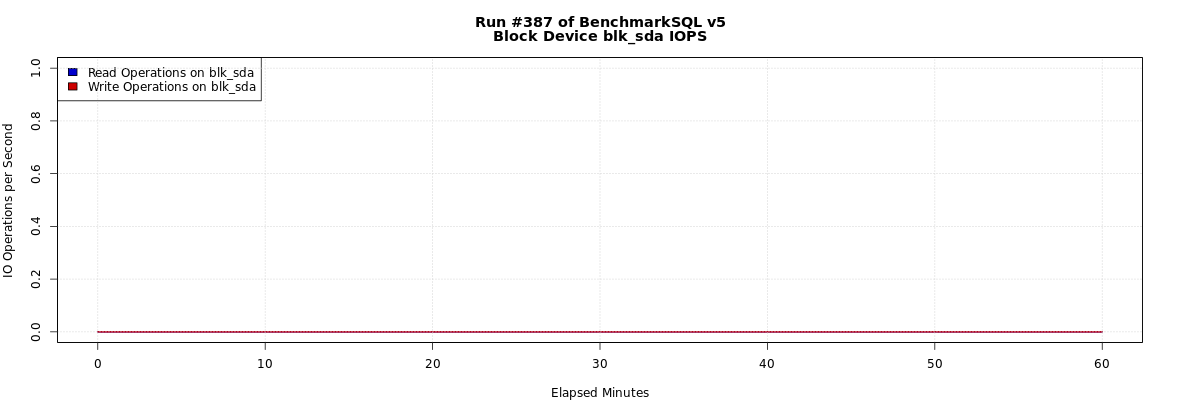 Run #387 of BenchmarkSQL v5
Block Device blk_sda IOPS
Read Operations on blk_sda
Write Operations on blk_sda
IO Operations per Second
1.0
0.8
0.6
0.4
0.2
0.0
0 10 20 30 40 50 60
Elapsed Minutes